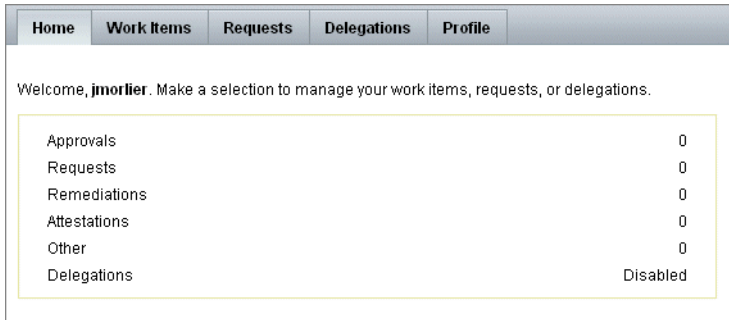 Home Work Items Requests Delegations Profile
Welcome, jmorlier. Make a selection to manage your work items, requests, or delegations.
Approvals 0
Requests 0
Remediations 0
Attestations 0
Other 0
Delegations Disabled